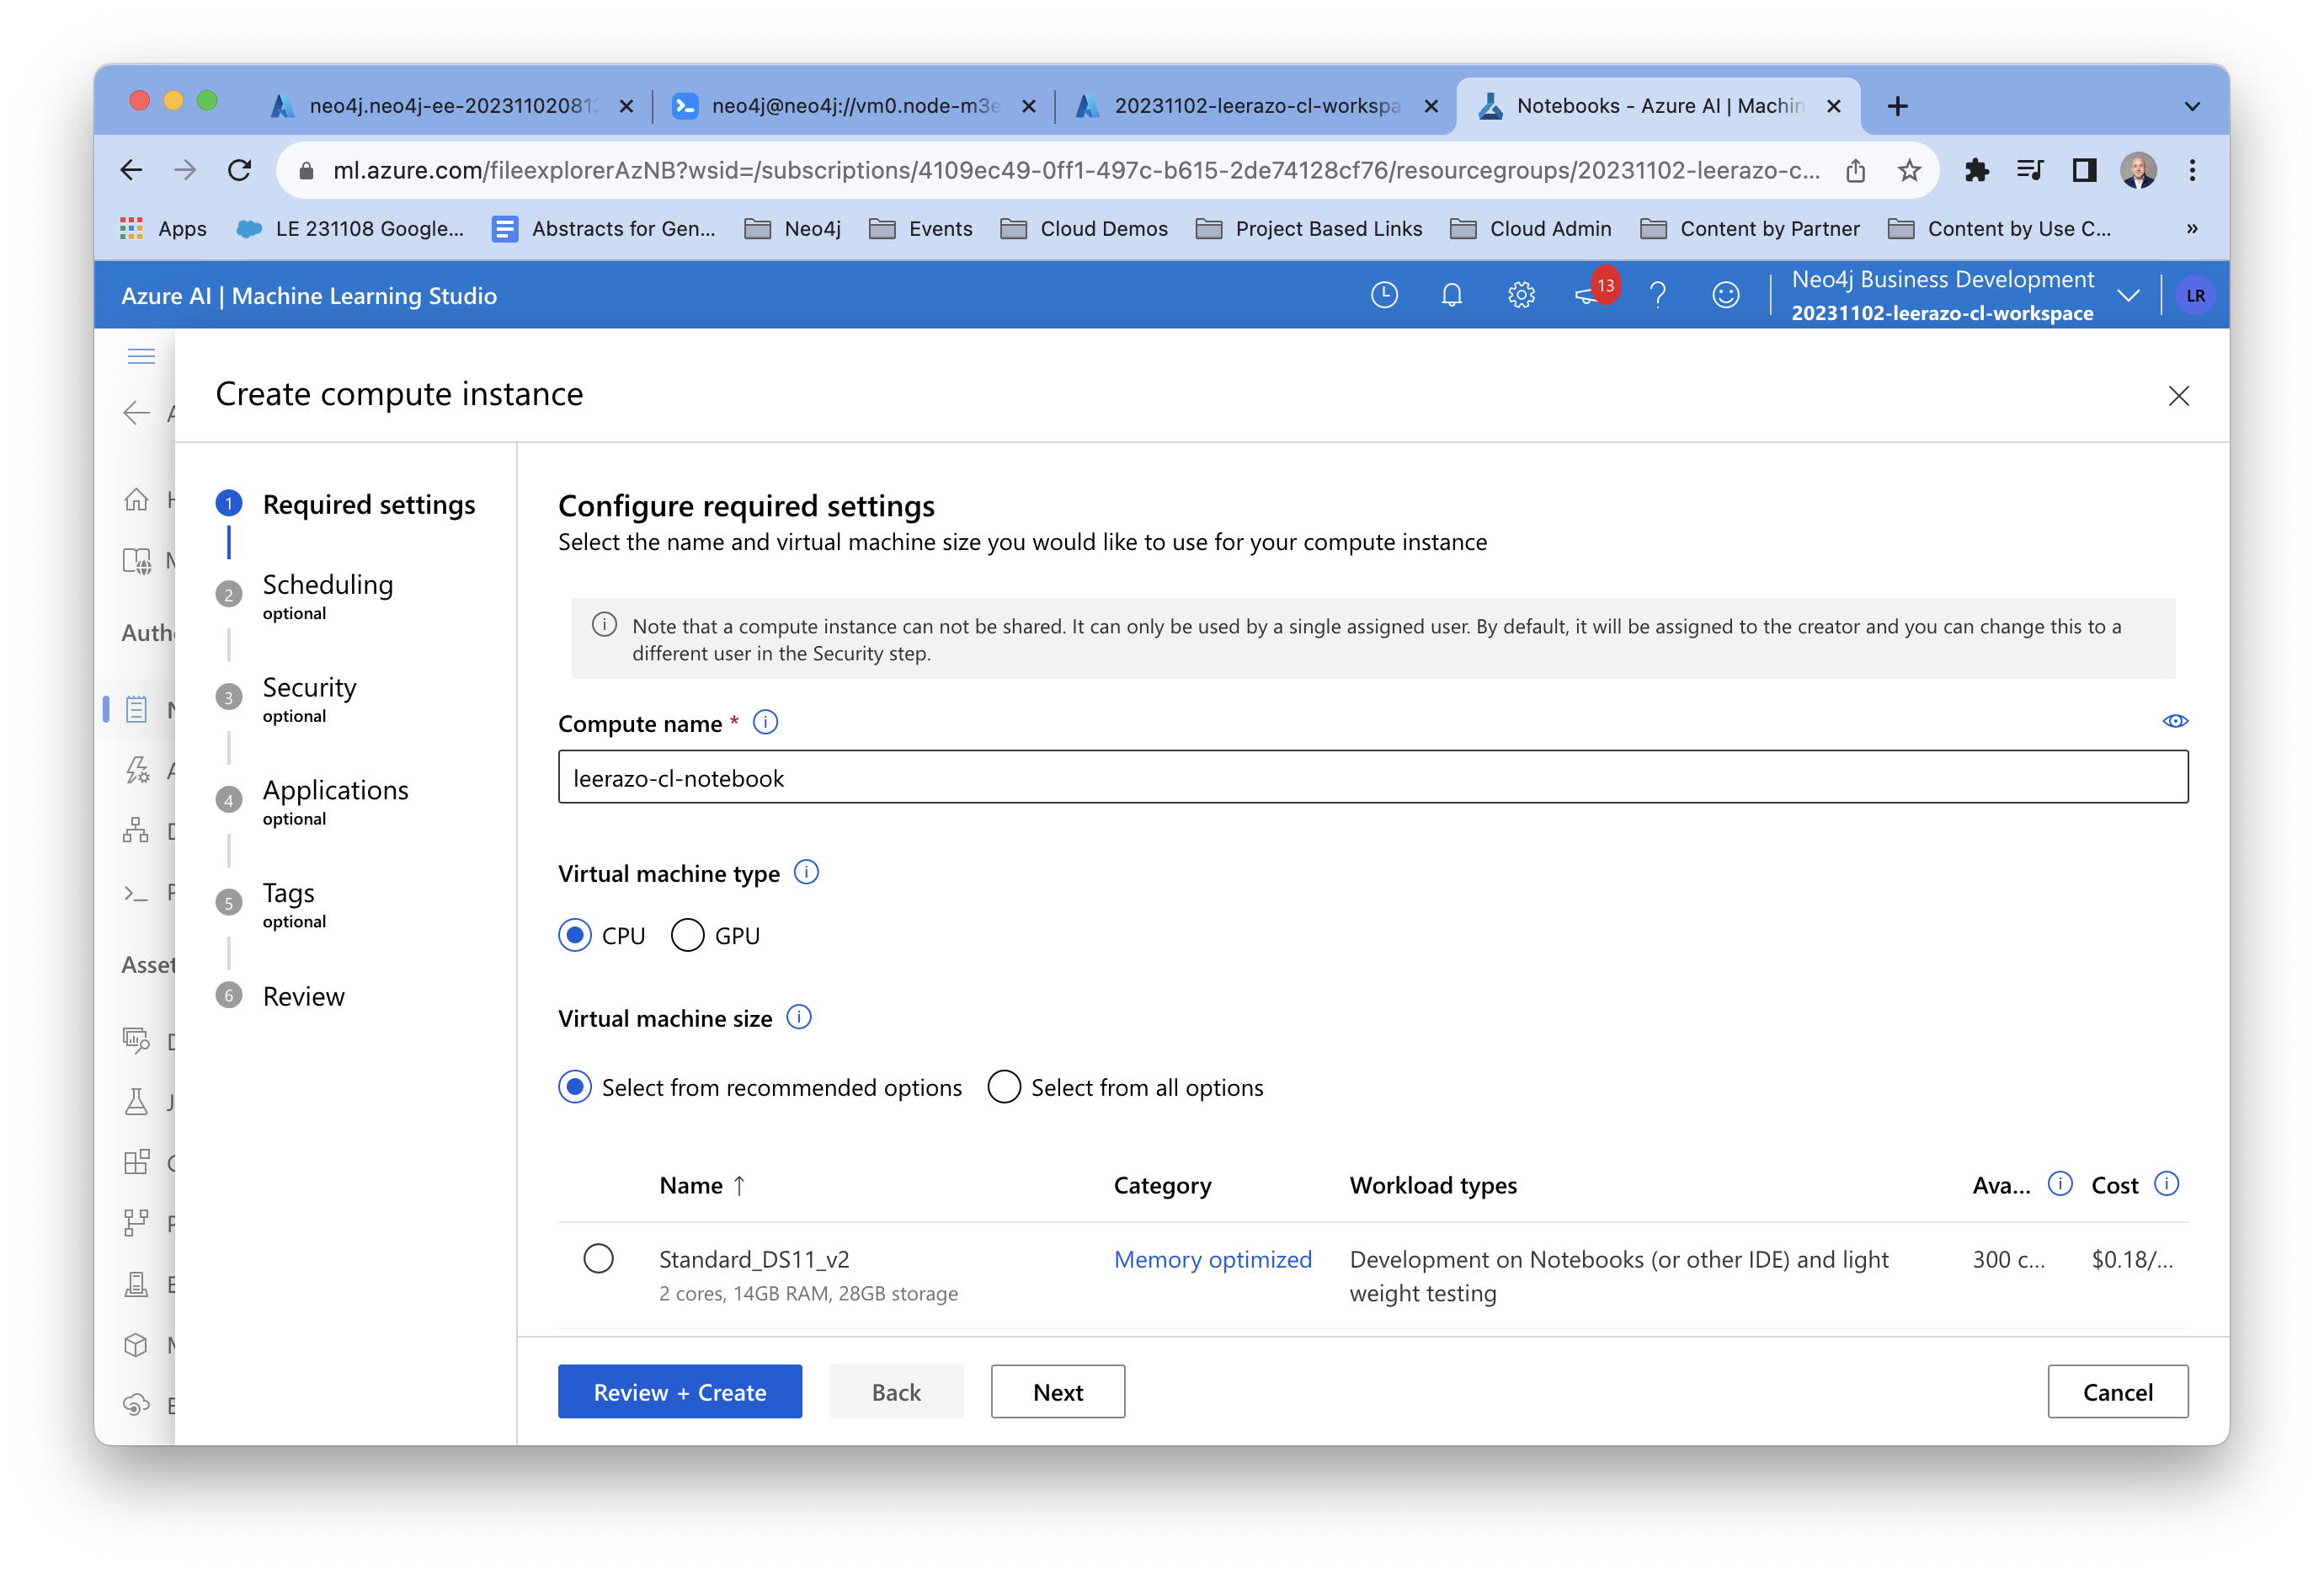 neo4j.neo4j-ee-2023110208
neo4j@neo4j://vm0.node-m3e
20231102-leerazo-cl-workspa
Notebooks - Azure AI | Machin
ml.azure.com/fileexplorerAzNB?wsid=/subscriptions/4109ec49-0ff1-497c-b615-2de74128cf76/resourcegroups/20231102-leerazo-c...
Apps
LE 231108 Google...
Abstracts for Gen...
Neo4j
Events
Cloud Demos
Project Based Links
Cloud Admin
Content by Partner
Content by Use C...
»
Azure AI | Machine Learning Studio
13
Neo4j Business Development
20231102-leerazo-cl-workspace
LR
Create compute instance
Auth
Asset
1 Required settings
2 Scheduling
optional
3 Security
optional
4 Applications
optional
5 Tags
optional
6 Review
Configure required settings
Select the name and virtual machine size you would like to use for your compute instance
Note that a compute instance can not be shared. It can only be used by a single assigned user. By default, it will be assigned to the creator and you can change this to a
different user in the Security step.
Compute name *
leerazo-cl-notebook
Virtual machine type
CPU GPU
Virtual machine size
Select from recommended options Select from all options
Name ↑ Category Workload types Ava... Cost
Standard_DS11_v2 Memory optimized Development on Notebooks (or other IDE) and light 300 c... $0.18/...
2 cores, 14GB RAM, 28GB storage weight testing
Review + Create Back Next Cancel